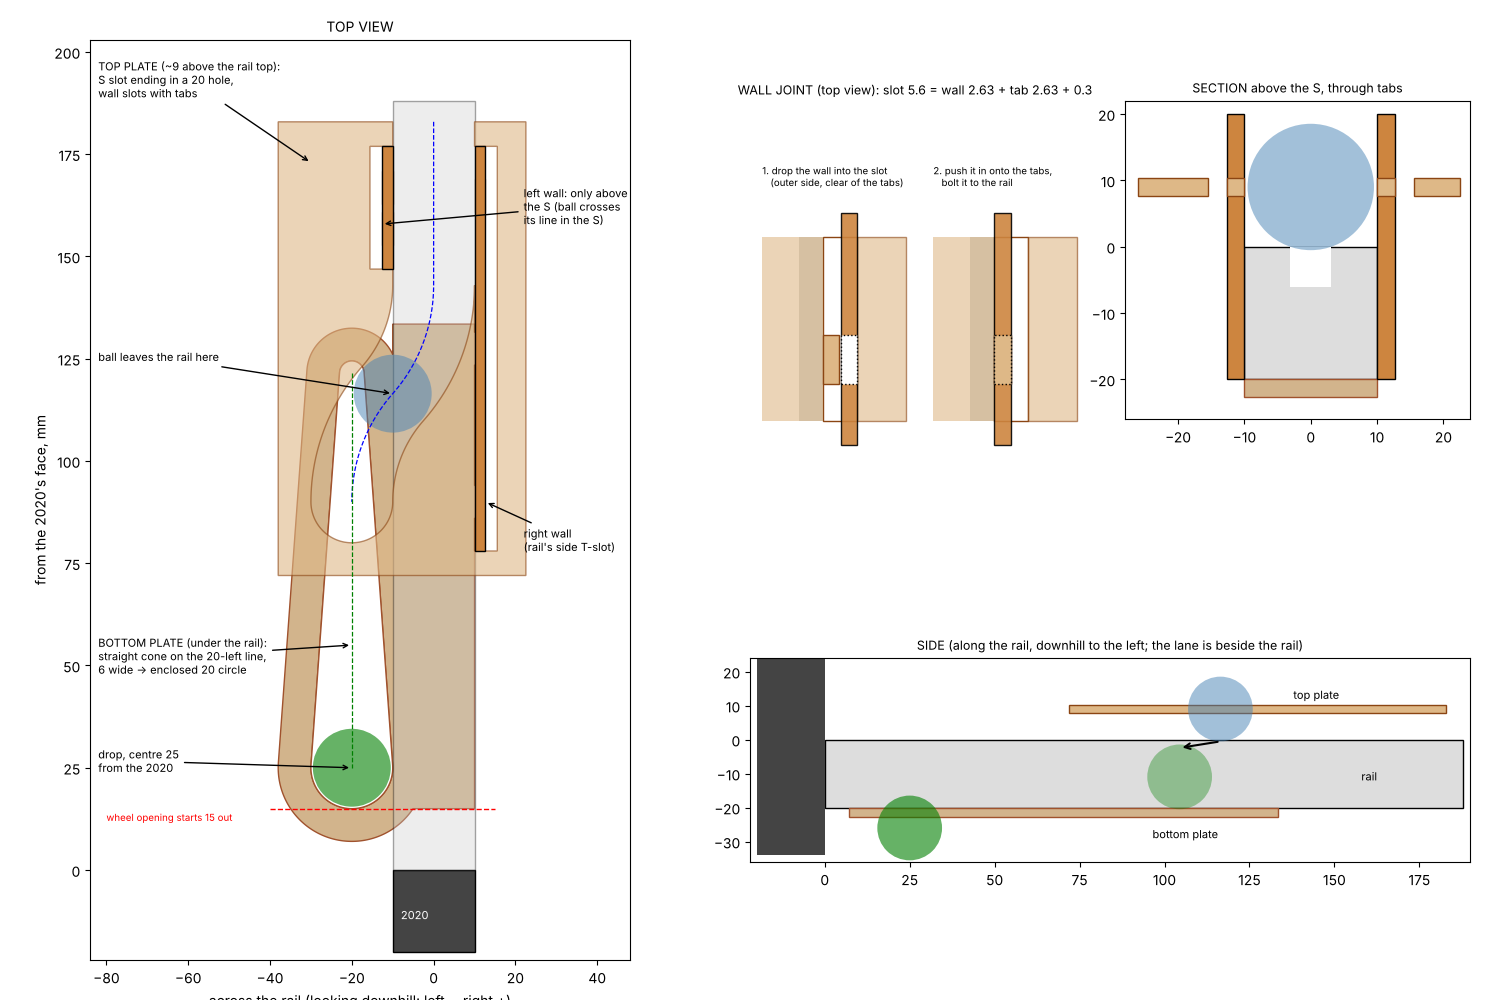 TOP VIEW
TOP PLATE (~9 above the rail top):
S slot ending in a 20 hole,
wall slots with tabs
left wall: only above
the S (ball crosses
its line in the S)
ball leaves the rail here
right wall
(rail's side T-slot)
BOTTOM PLATE (under the rail):
straight cone on the 20-left line,
6 wide → enclosed 20 circle
drop, centre 25
from the 2020
wheel opening starts 15 out
2020
from the 2020's face, mm
200
175
150
125
100
75
50
25
0
−80 −60 −40 −20 0 20 40
WALL JOINT (top view): slot 5.6 = wall 2.63 + tab 2.63 + 0.3
1. drop the wall into the slot
(outer side, clear of the tabs)
2. push it in onto the tabs,
bolt it to the rail
SECTION above the S, through tabs
20
10
0
−10
−20
−20 −10 0 10 20
SIDE (along the rail, downhill to the left; the lane is beside the rail)
top plate
rail
bottom plate
20
10
0
−10
−20
−30
0 25 50 75 100 125 150 175